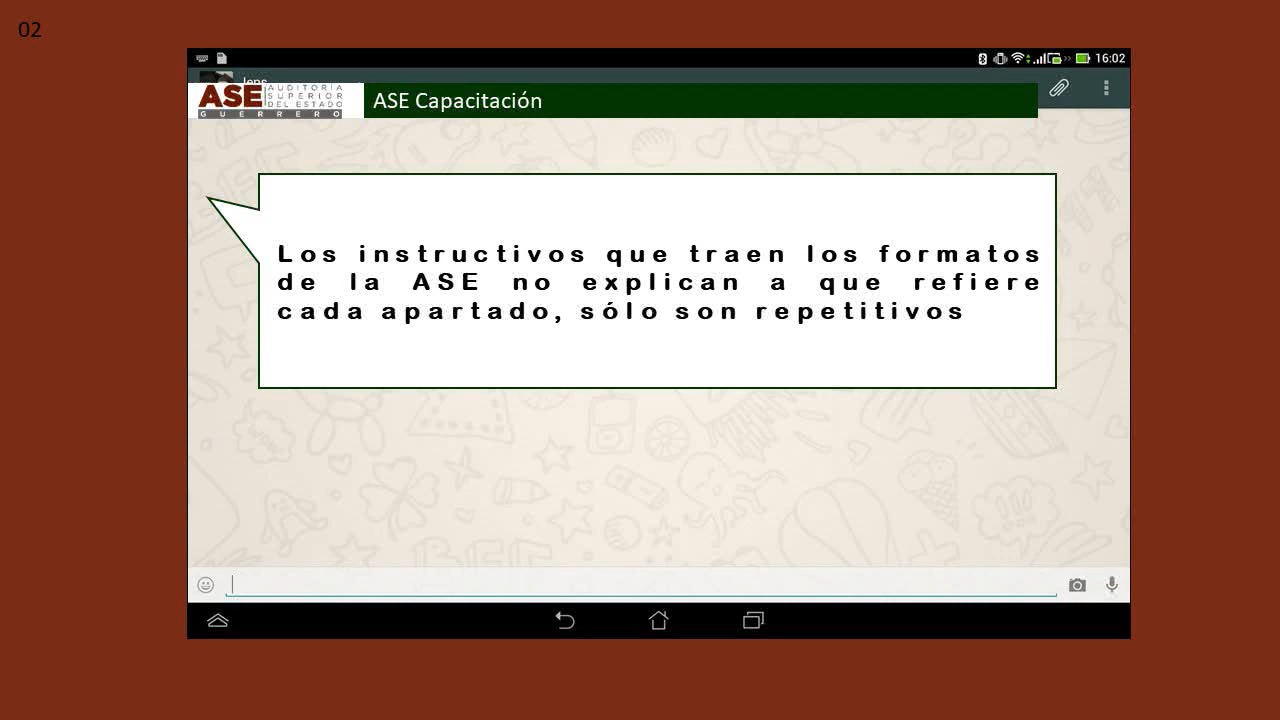 02
16:02
ASE AUDITORÍA
SUPERIOR
DEL ESTADO
GUERRERO
ASE Capacitación
Los instructivos que traen los formatos
de la ASE no explican a que refiere
cada apartado, sólo son repetitivos